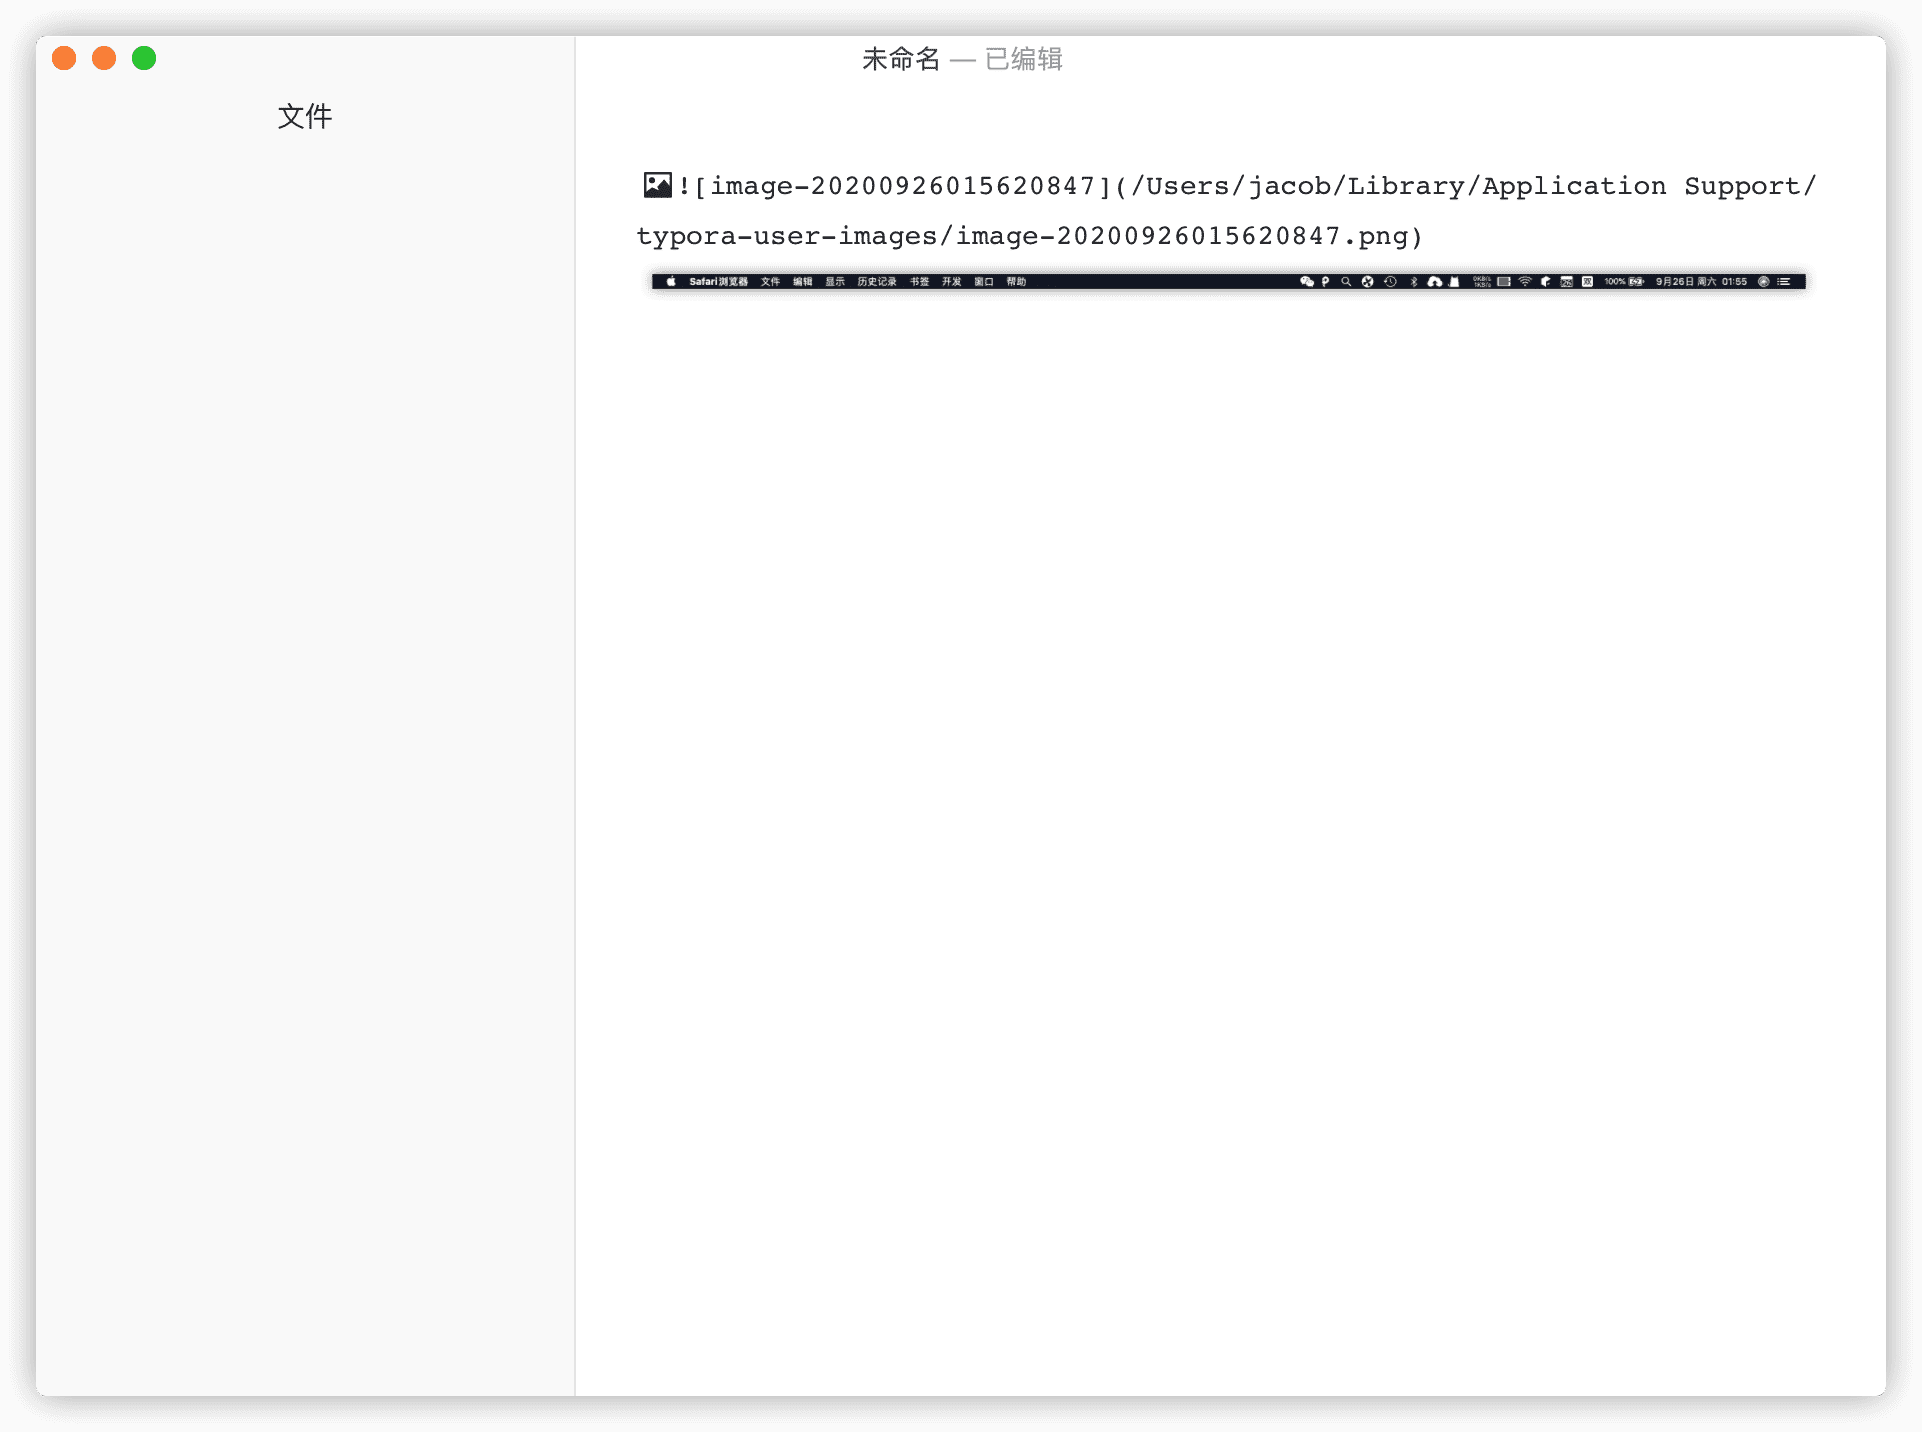 未命名 — 已编辑
文件
![image-20200926015620847](/Users/jacob/Library/Application Support/
typora-user-images/image-20200926015620847.png)
Safari浏览器 文件 编辑 显示 历史记录 书签 开发 窗口 帮助 0KB/s 1KB/s 100% 9月26日 周六 01:55